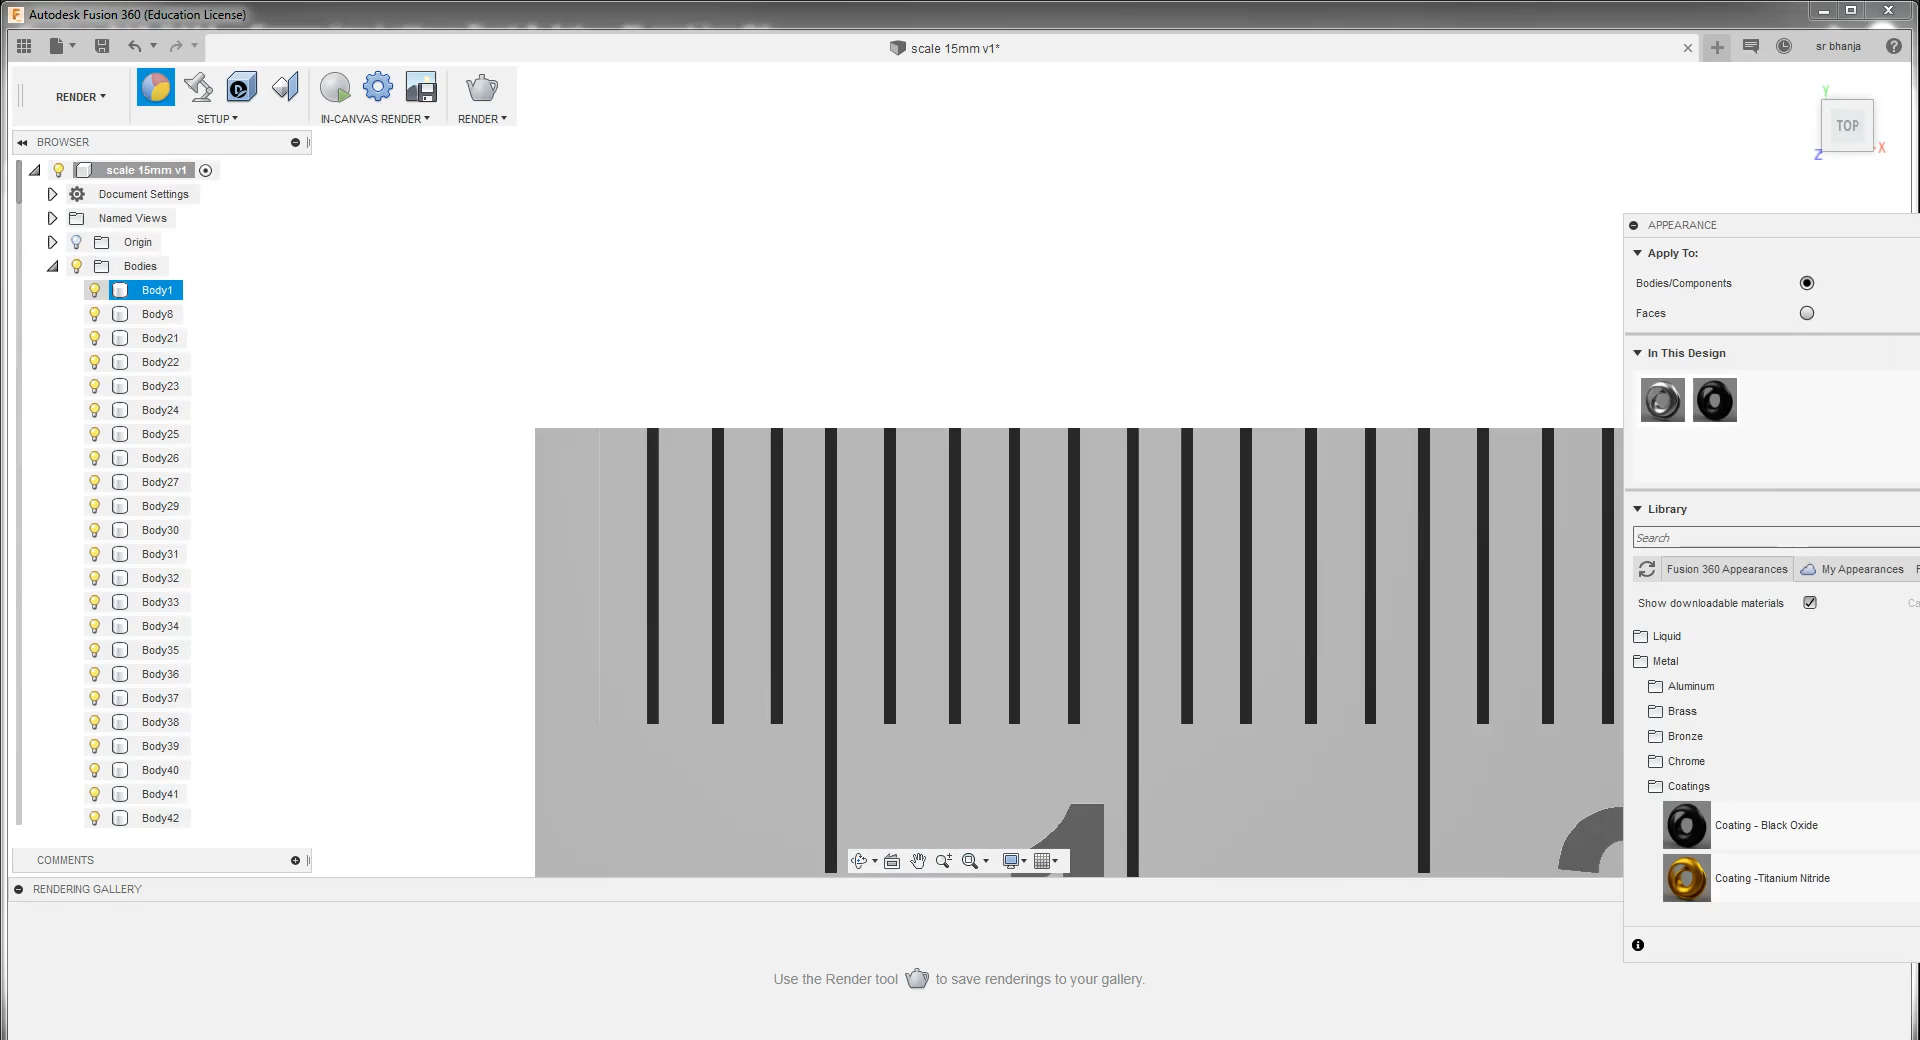 Autodesk Fusion 360 (Education License)
scale 15mm v1*
sr bhanja
RENDER
SETUP
IN-CANVAS RENDER
RENDER
BROWSER
scale 15mm v1
Document Settings
Named Views
Origin
Bodies
Body1
Body8
Body21
Body22
Body23
Body24
Body25
Body26
Body27
Body29
Body30
Body31
Body32
Body33
Body34
Body35
Body36
Body37
Body38
Body39
Body40
Body41
Body42
COMMENTS
RENDERING GALLERY
Use the Render tool to save renderings to your gallery.
Y
TOP
X
Z
1
APPEARANCE
Apply To:
Bodies/Components
Faces
In This Design
Library
Search
Fusion 360 Appearances
My Appearances
Show downloadable materials
Liquid
Metal
Aluminum
Brass
Bronze
Chrome
Coatings
Coating - Black Oxide
Coating -Titanium Nitride